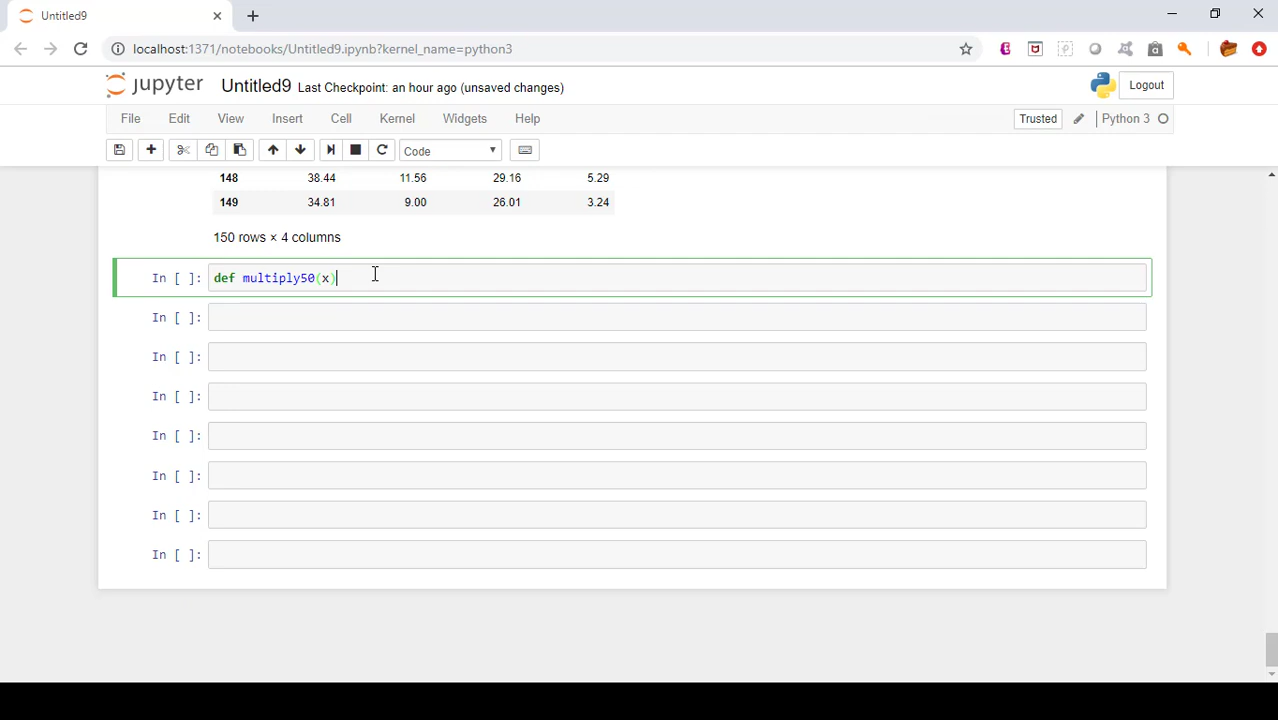 Untitled9
localhost:1371/notebooks/Untitled9.ipynb?kernel_name=python3
jupyter Untitled9 Last Checkpoint: an hour ago (unsaved changes) Logout
File Edit View Insert Cell Kernel Widgets Help Trusted Python 3
Code
148 38.44 11.56 29.16 5.29
149 34.81 9.00 26.01 3.24
150 rows × 4 columns
In [ ]: def multiply50(x)
In [ ]:
In [ ]:
In [ ]:
In [ ]:
In [ ]:
In [ ]:
In [ ]: